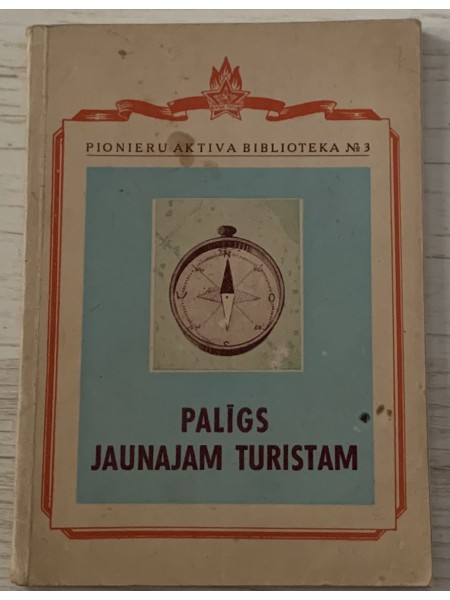 PIONIERU AKTIVA BIBLIOTEKA № 3
N
O
S
PALĪGS
JAUNAJAM TURISTAM